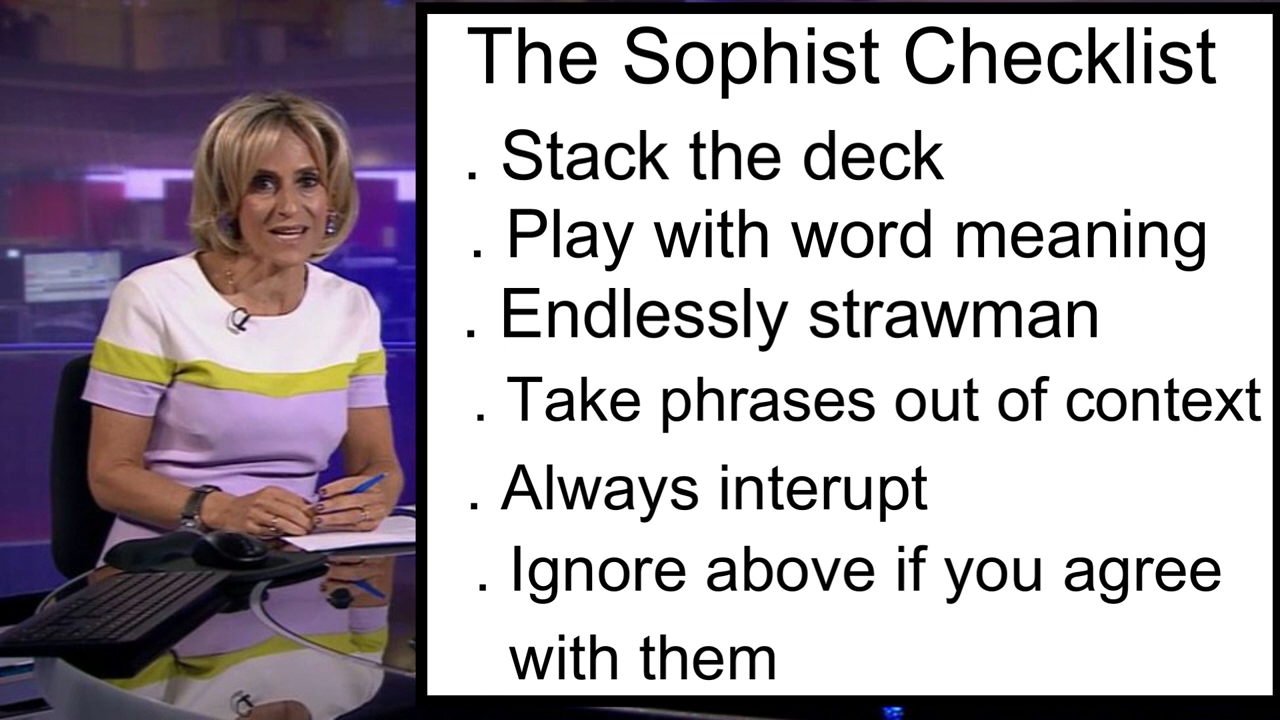 The Sophist Checklist
. Stack the deck
. Play with word meaning
. Endlessly strawman
. Take phrases out of context
. Always interupt
. Ignore above if you agree
with them